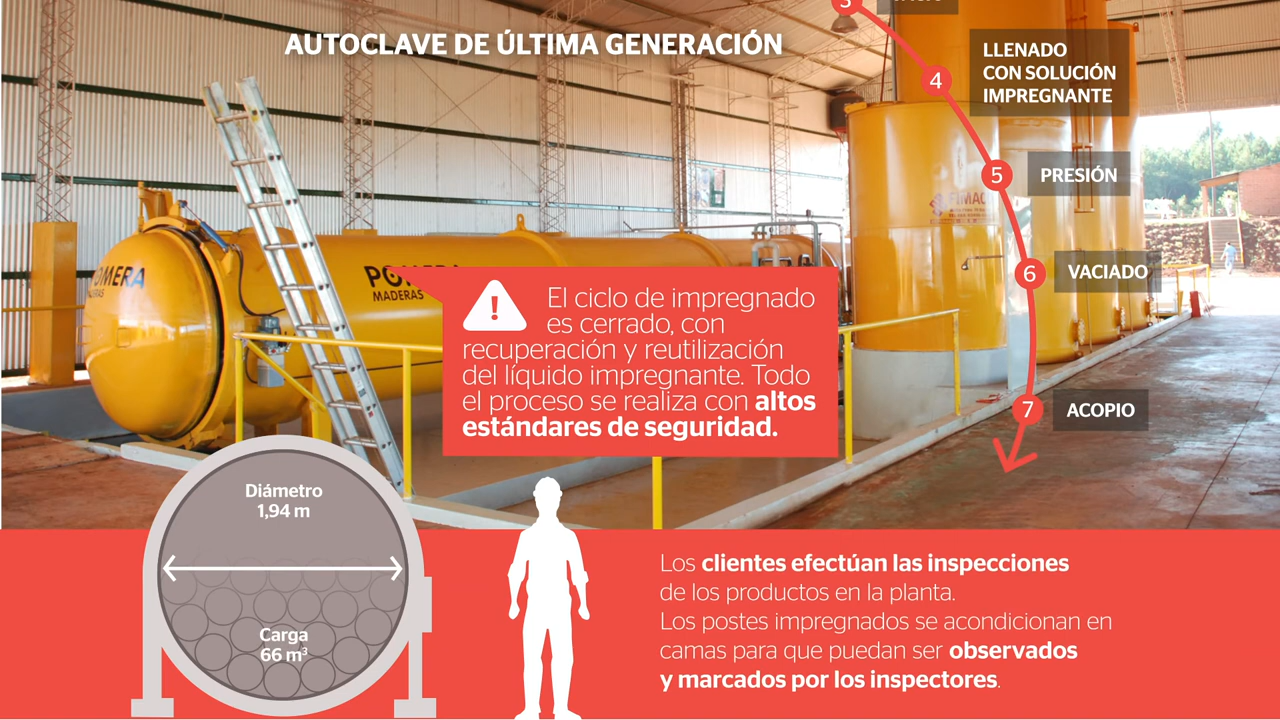 AUTOCLAVE DE ÚLTIMA GENERACIÓN
3
4
LLENADO
CON SOLUCIÓN
IMPREGNANTE
5
PRESIÓN
6
VACIADO
7
ACOPIO
POMERA
MADERAS
El ciclo de impregnado
es cerrado, con
recuperación y reutilización
del líquido impregnante. Todo
el proceso se realiza con altos
estándares de seguridad.
Diámetro
1,94 m
Carga
66 m³
Los clientes efectúan las inspecciones
de los productos en la planta.
Los postes impregnados se acondicionan en
camas para que puedan ser observados
y marcados por los inspectores.